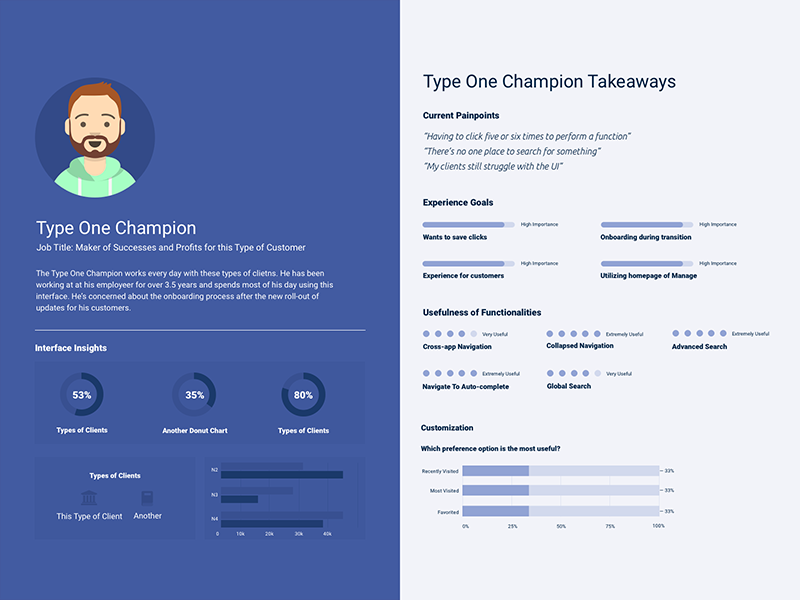 Type One Champion
Job Title: Maker of Successes and Profits for this Type of Customer
The Type One Champion works every day with these types of clietns. He has been
working at at his employeer for over 3.5 years and spends most of his day using this
interface. He's concerned about the onboarding process after the new roll-out of
updates for his customers.
Interface Insights
53%
35%
80%
Types of Clients
Another Donut Chart
Types of Clients
Types of Clients
This Type of Client
Another
N2
N3
N4
0 10k 20k 30k 40k
Type One Champion Takeaways
Current Painpoints
"Having to click five or six times to perform a function"
"There's no one place to search for something"
"My clients still struggle with the UI"
Experience Goals
High Importance
Wants to save clicks
High Importance
Onboarding during transition
High Importance
Experience for customers
High Importance
Utilizing homepage of Manage
Usefulness of Functionalities
Very Useful
Cross-app Navigation
Extremely Useful
Collapsed Navigation
Extremely Useful
Advanced Search
Extremely Useful
Navigate To Auto-complete
Very Useful
Global Search
Customization
Which preference option is the most useful?
Recently Visited 33%
Most Visited 33%
Favorited 33%
0% 25% 50% 75% 100%